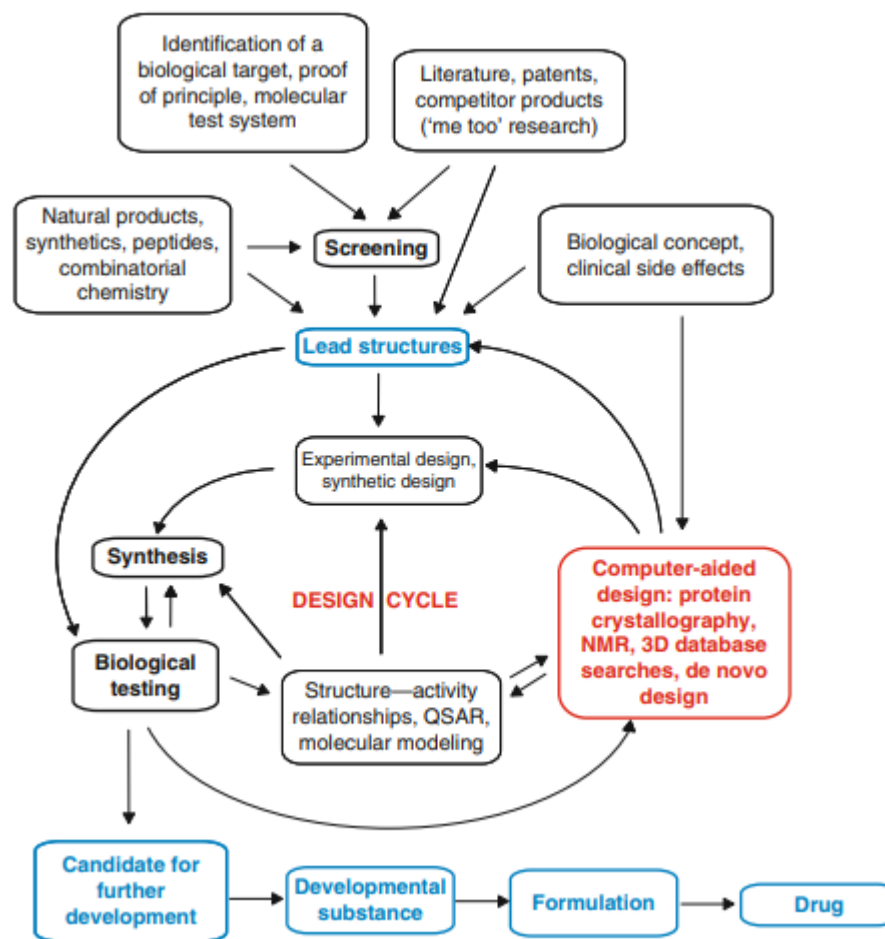 Identification of a
biological target, proof
of principle, molecular
test system
Literature, patents,
competitor products
(‘me too’ research)
Natural products,
synthetics, peptides,
combinatorial
chemistry
Screening
Biological concept,
clinical side effects
Lead structures
Experimental design,
synthetic design
Synthesis
DESIGN CYCLE
Computer-aided
design: protein
crystallography,
NMR, 3D database
searches, de novo
design
Biological
testing
Structure—activity
relationships, QSAR,
molecular modeling
Candidate for
further
development
Developmental
substance
Formulation
Drug